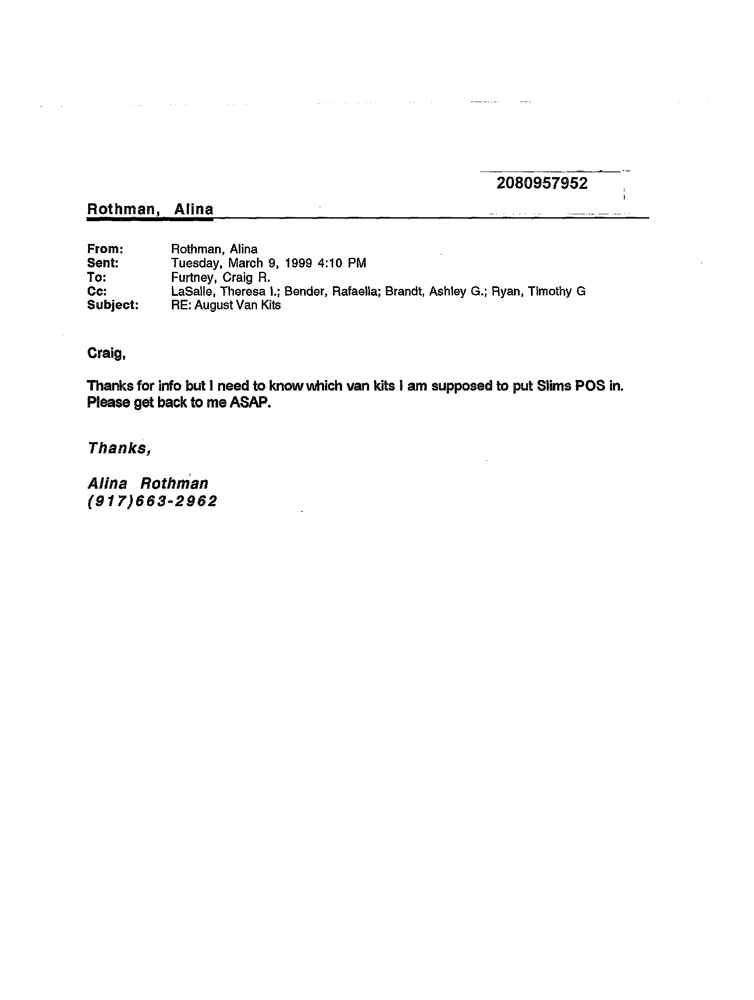 2080957952
Rothman, Alina
From: Rothman, Alina
Sent: Tuesday, March 9, 1999 4:10 PM
To: Furtney, Craig R.
Cc: LaSalle, Theresa I.; Bender, Rafaella; Brandt, Ashley G.; Ryan, Timothy G
Subject: RE: August Van Kits
Craig,
Thanks for info but I need to know which van kits I am supposed to put Slims POS in.
Please get back to me ASAP.
Thanks,
Alina Rothman
(917)663-2962